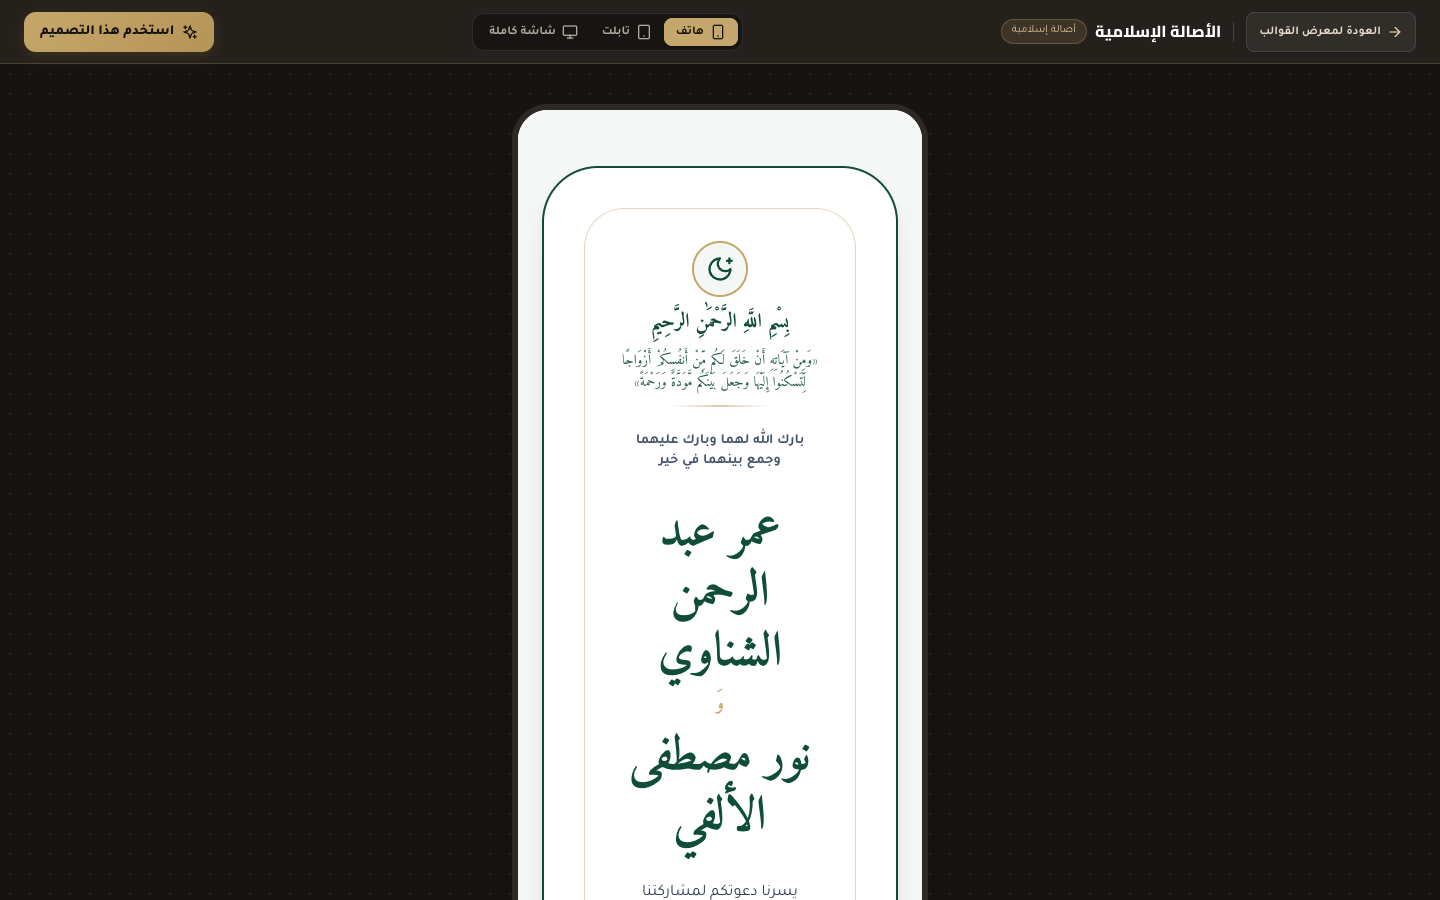 العودة لمعرض القوالب
الأصالة الإسلامية
أصالة إسلامية
هاتف
تابلت
شاشة كاملة
استخدم هذا التصميم
بِسْمِ اللَّهِ الرَّحْمَٰنِ الرَّحِيمِ
«وَمِنْ آيَاتِهِ أَنْ خَلَقَ لَكُم مِّنْ أَنفُسِكُمْ أَزْوَاجًا
لِّتَسْكُنُوا إِلَيْهَا وَجَعَلَ بَيْنَكُم مَّوَدَّةً وَرَحْمَةً»
بارك الله لهما وبارك عليهما
وجمع بينهما في خير
عمر عبد
الرحمن
الشناوي
وَ
نور مصطفى
الألفي
يسرنا دعوتكم لمشاركتنا